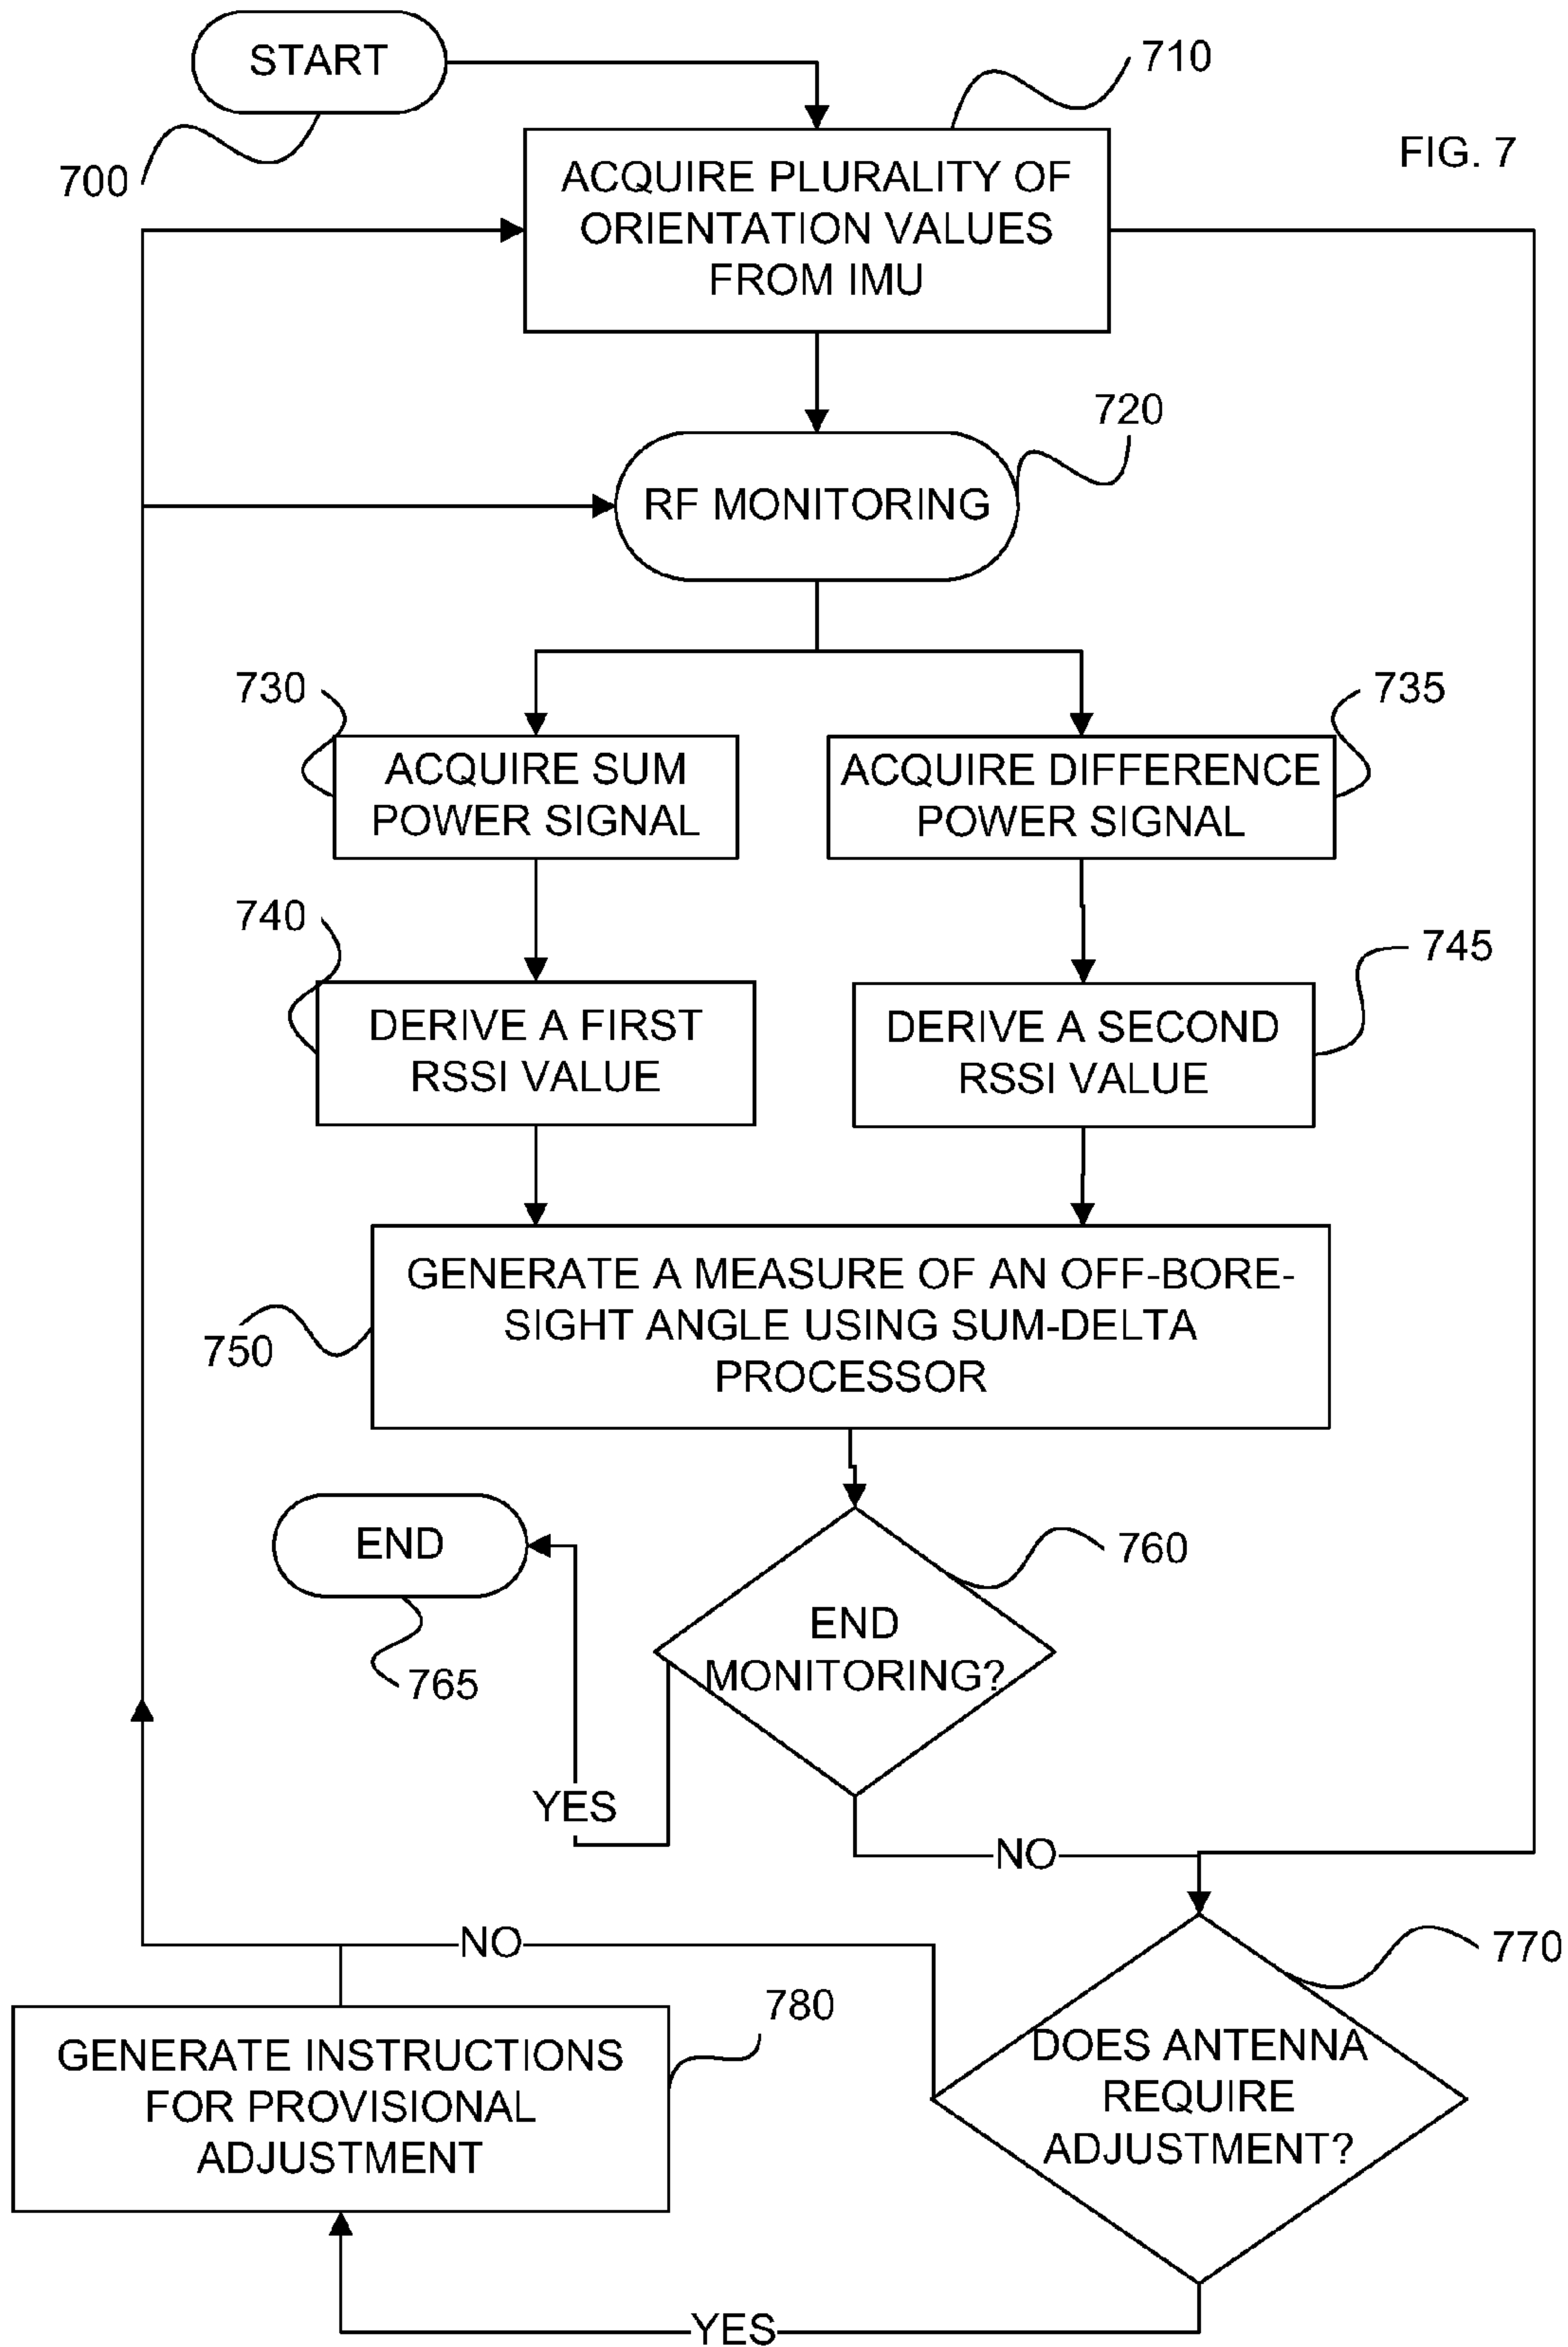 START
710
FIG. 7
700
ACQUIRE PLURALITY OF
ORIENTATION VALUES
FROM IMU
720
RF MONITORING
730
735
ACQUIRE SUM
POWER SIGNAL
ACQUIRE DIFFERENCE
POWER SIGNAL
740
745
DERIVE A FIRST
RSSI VALUE
DERIVE A SECOND
RSSI VALUE
GENERATE A MEASURE OF AN OFF-BORE-
SIGHT ANGLE USING SUM-DELTA
PROCESSOR
750
END
760
END
MONITORING?
765
YES
NO
NO
770
780
GENERATE INSTRUCTIONS
FOR PROVISIONAL
ADJUSTMENT
DOES ANTENNA
REQUIRE
ADJUSTMENT?
YES